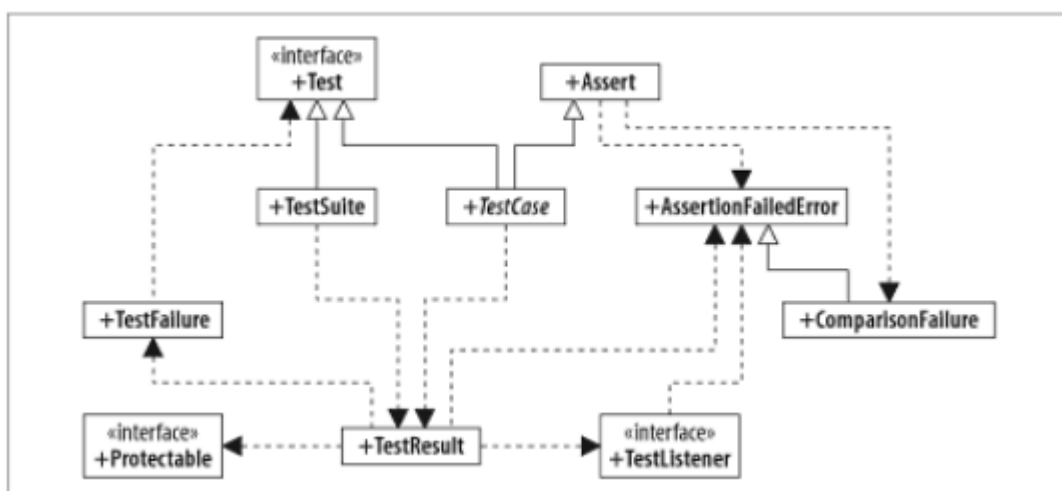 «interface»
+Test
+Assert
+TestSuite
+TestCase
+AssertionFailedError
+TestFailure
+ComparisonFailure
«interface»
+Protectable
+TestResult
«interface»
+TestListener